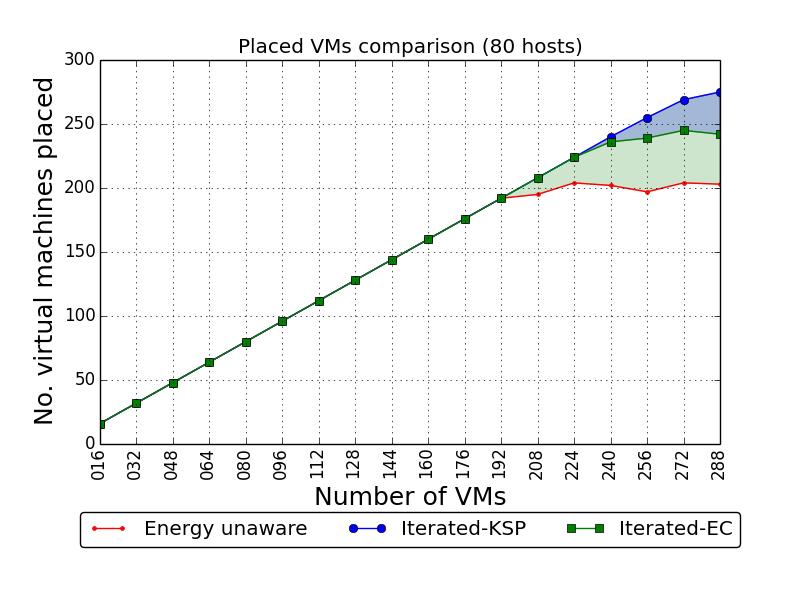 Placed VMs comparison (80 hosts)
No. virtual machines placed
300
250
200
150
100
50
0
016 032 048 064 080 096 112 128 144 160 176 192 208 224 240 256 272 288
Number of VMs
Energy unaware Iterated-KSP Iterated-EC